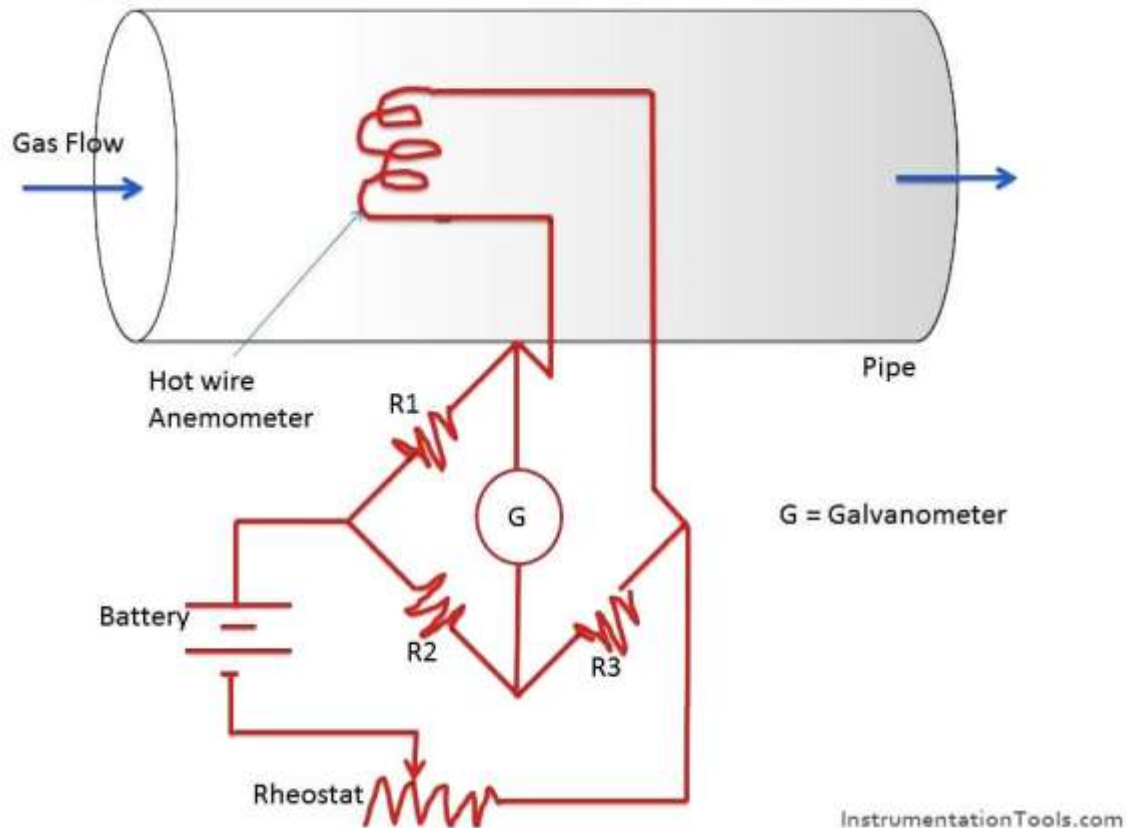 Gas Flow
Hot wire
Anemometer
Pipe
R1
G
G = Galvanometer
Battery
R2
R3
Rheostat
InstrumentationTools.com